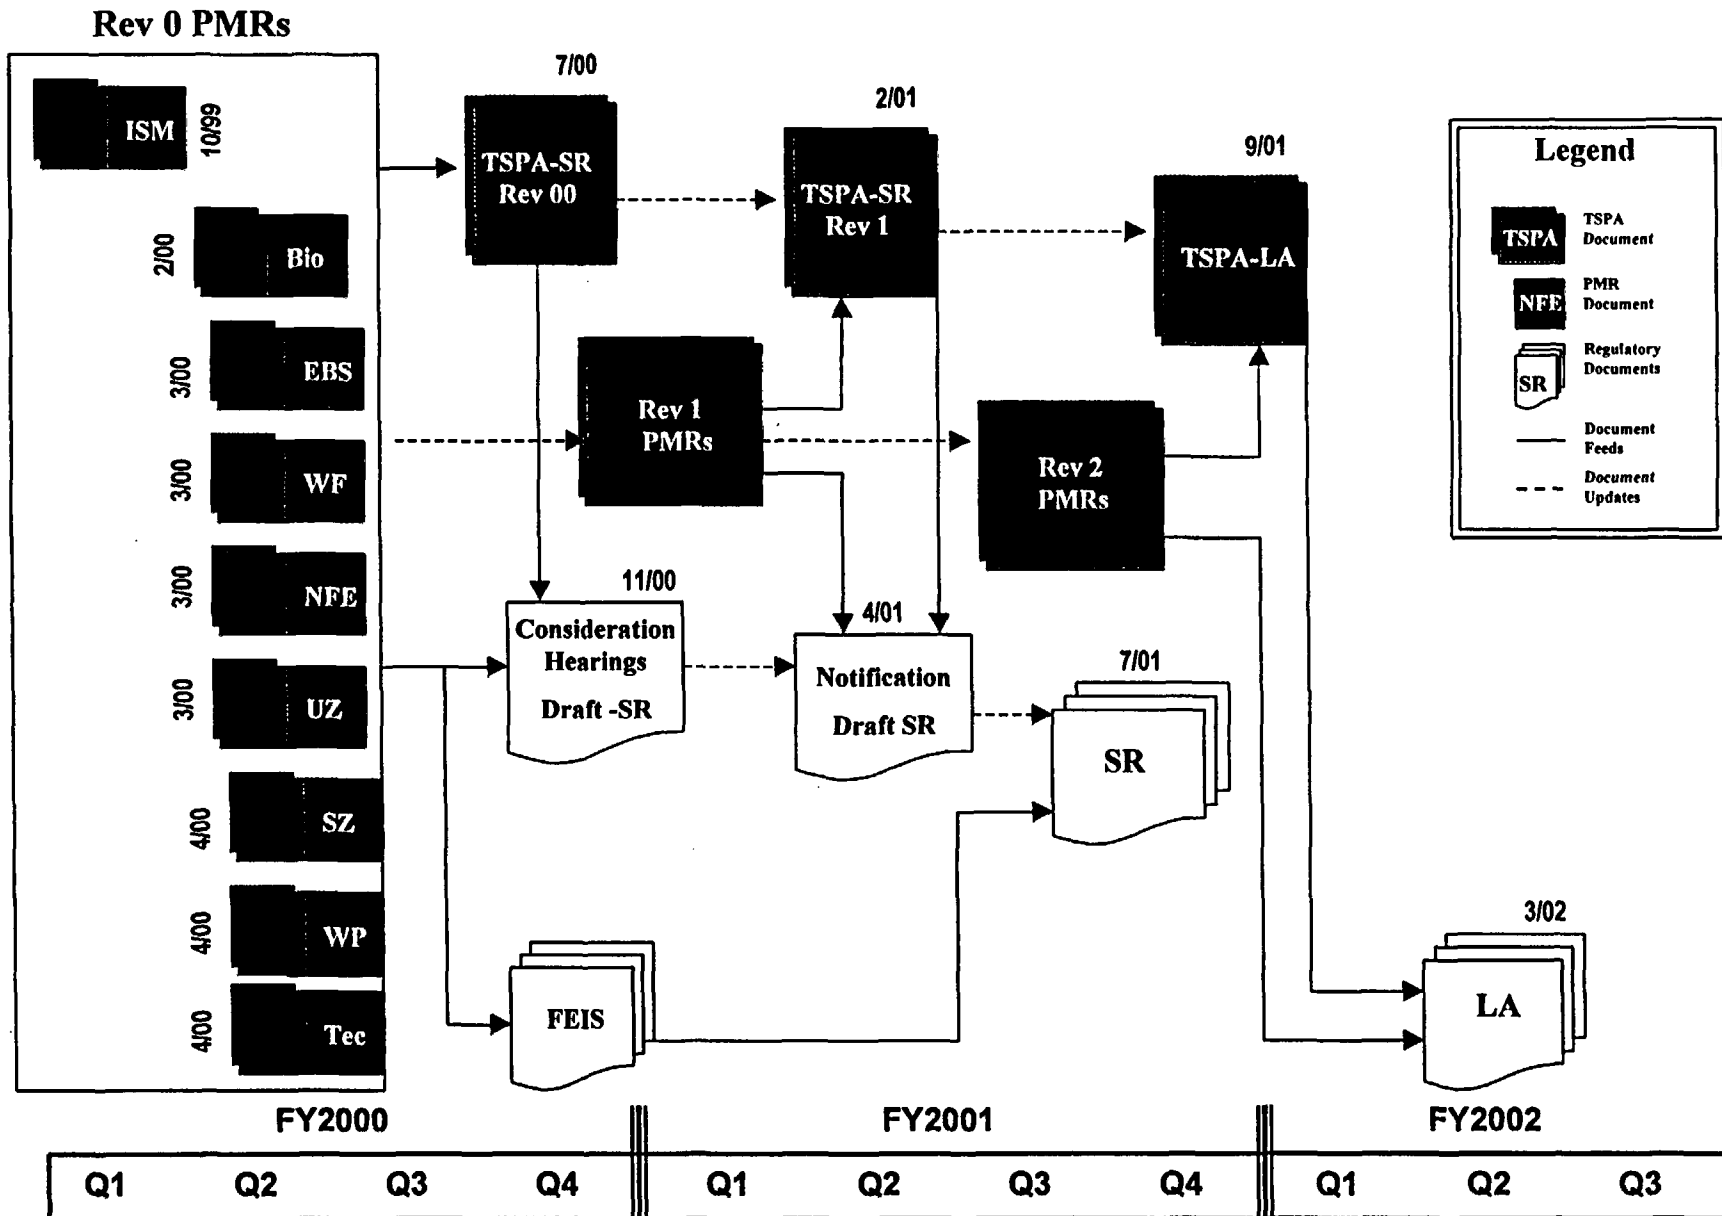 Rev 0 PMRs
ISM
10/99
2/00
Bio
3/00
EBS
3/00
WF
3/00
NFE
3/00
UZ
4/00
SZ
4/00
WP
4/00
Tec
7/00
TSPA-SR
Rev 00
2/01
TSPA-SR
Rev 1
9/01
TSPA-LA
Rev 1
PMRs
Rev 2
PMRs
11/00
Consideration
Hearings
Draft -SR
4/01
Notification
Draft SR
7/01
SR
FEIS
3/02
LA
Legend
TSPA
TSPA
Document
NFE
PMR
Document
SR
Regulatory
Documents
Document
Feeds
Document
Updates
FY2000
FY2001
FY2002
Q1
Q2
Q3
Q4
Q1
Q2
Q3
Q4
Q1
Q2
Q3